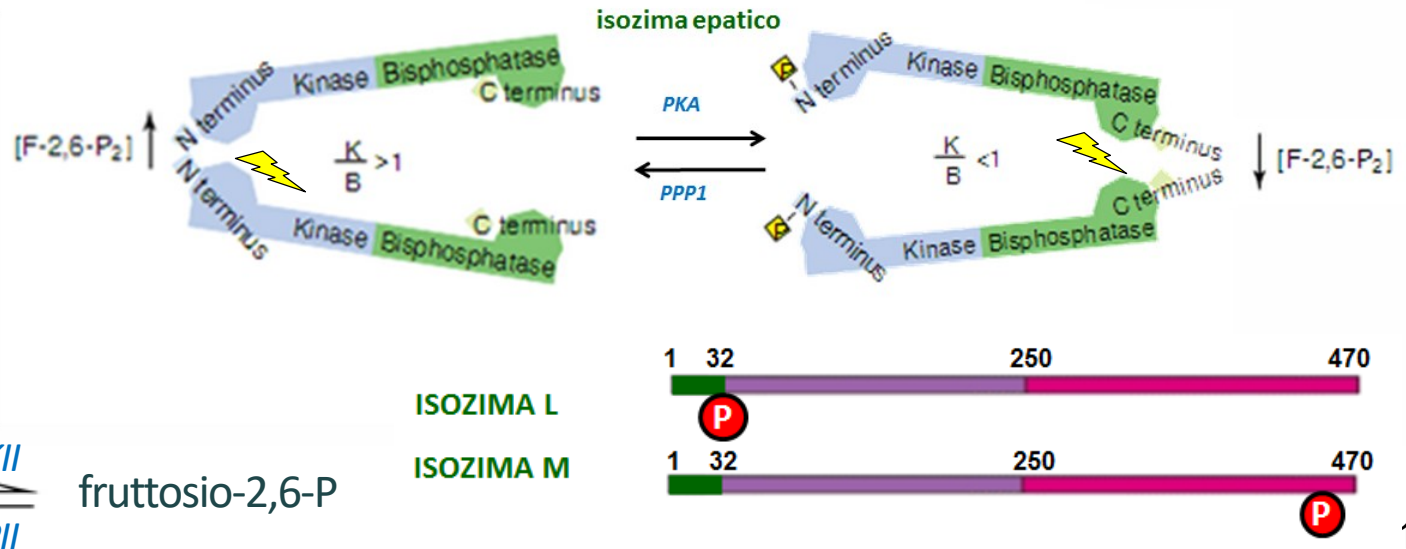 isozima epatico
N terminus
Kinase
Bisphosphatase
C terminus
[F-2,6-P₂] ↑
K
B
>1
N terminus
Kinase
Bisphosphatase
C terminus
PKA
PPP1
P
N terminus
Kinase
Bisphosphatase
C terminus
K
B
<1
↓ [F-2,6-P₂]
P
N terminus
Kinase
Bisphosphatase
C terminus
1 32 250 470
ISOZIMA L
P
1 32 250 470
ISOZIMA M
P
fruttosio-2,6-P